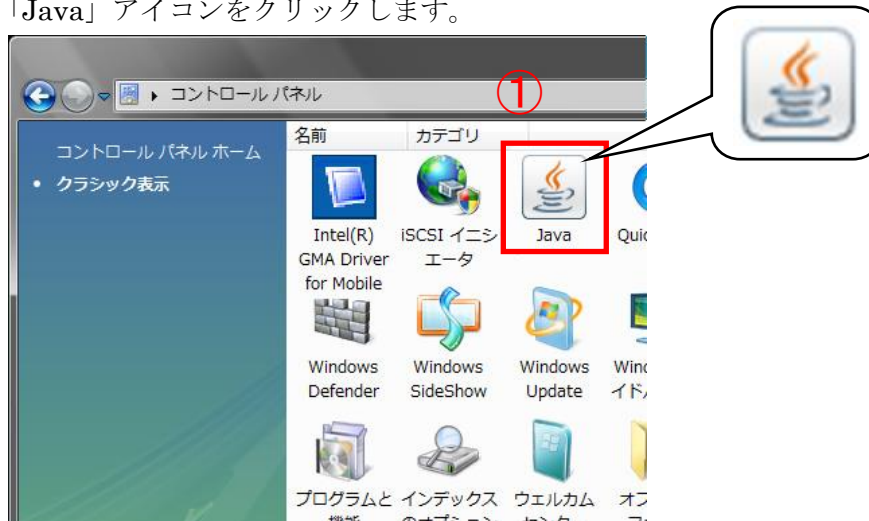 「Java」アイコンをクリックします。
コントロール パネル
①
名前 カテゴリ
コントロール パネル ホーム
• クラシック表示
Intel(R)
GMA Driver
for Mobile
iSCSI イニシ
エータ
Java
Windows
Defender
Windows
SideShow
Windows
Update
プログラムと
インデックス
ウェルカム